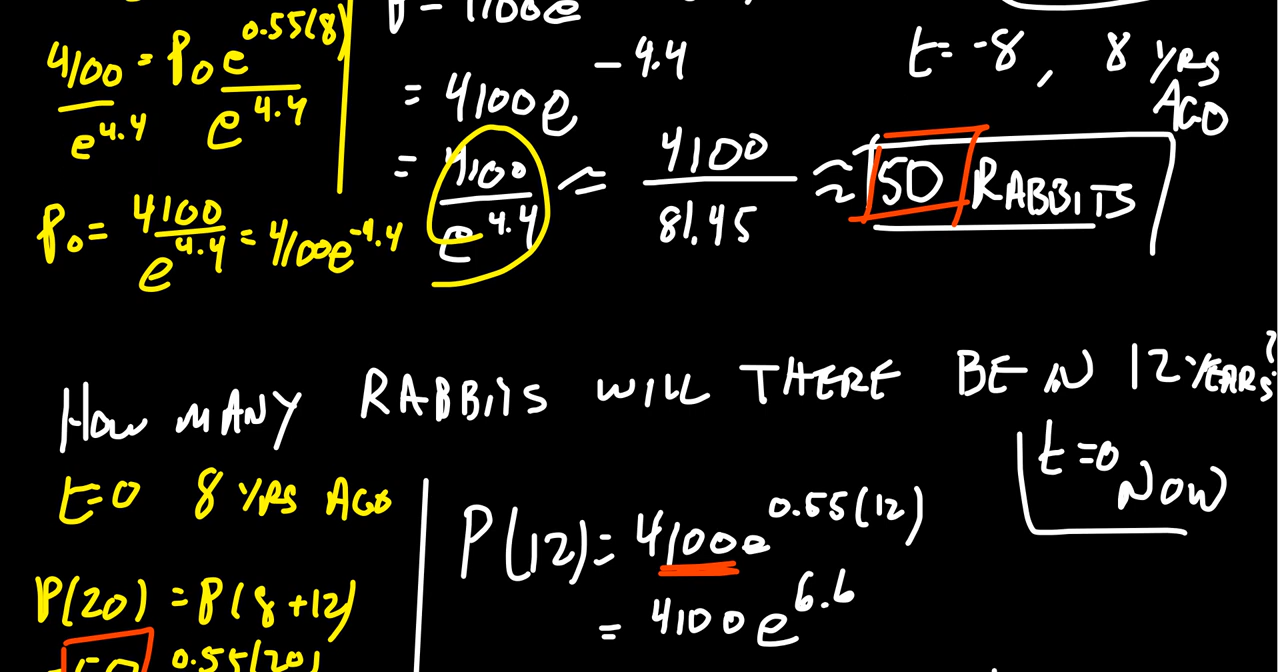 4100 = P₀e^0.55(8)
e^4.4 e^4.4
P₀ = 4100/e^4.4 = 4100e^-4.4
= 4100e^-4.4
= 4100/e^4.4 ≈ 4100/81.45 ≈ 50 RABBITS
t = -8, 8 YRS
AGO
HOW MANY RABBITS WILL THERE BE IN 12 YEARS?
t=0 8 YRS AGO
P(20) = P(8+12)
50 0.55(20)
P(12) = 4100e^0.55(12)
= 4100e^6.6
t=0
NOW